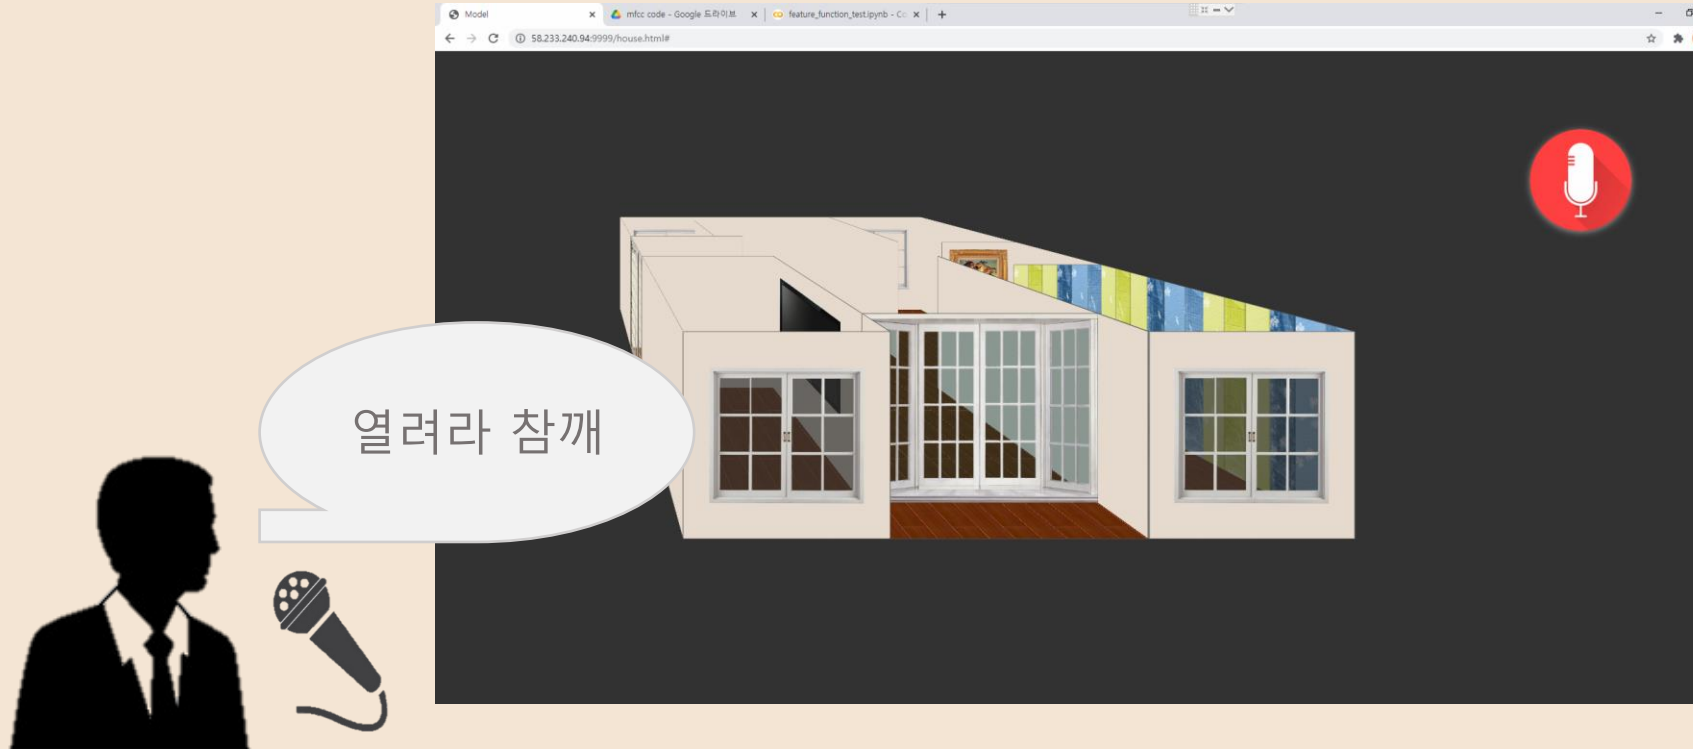 Model
mfcc code - Google 드라이브
feature_function_test.ipynb - Co
58.233.240.94:9999/house.html#
열려라 참깨